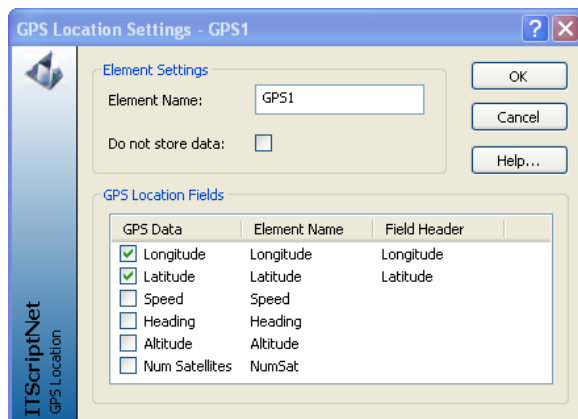 GPS Location Settings - GPS1
Element Settings
Element Name: GPS1
Do not store data:
OK
Cancel
Help...
GPS Location Fields
GPS Data Element Name Field Header
Longitude Longitude Longitude
Latitude Latitude Latitude
Speed Speed
Heading Heading
Altitude Altitude
Num Satellites NumSat
ITScriptNet
GPS Location